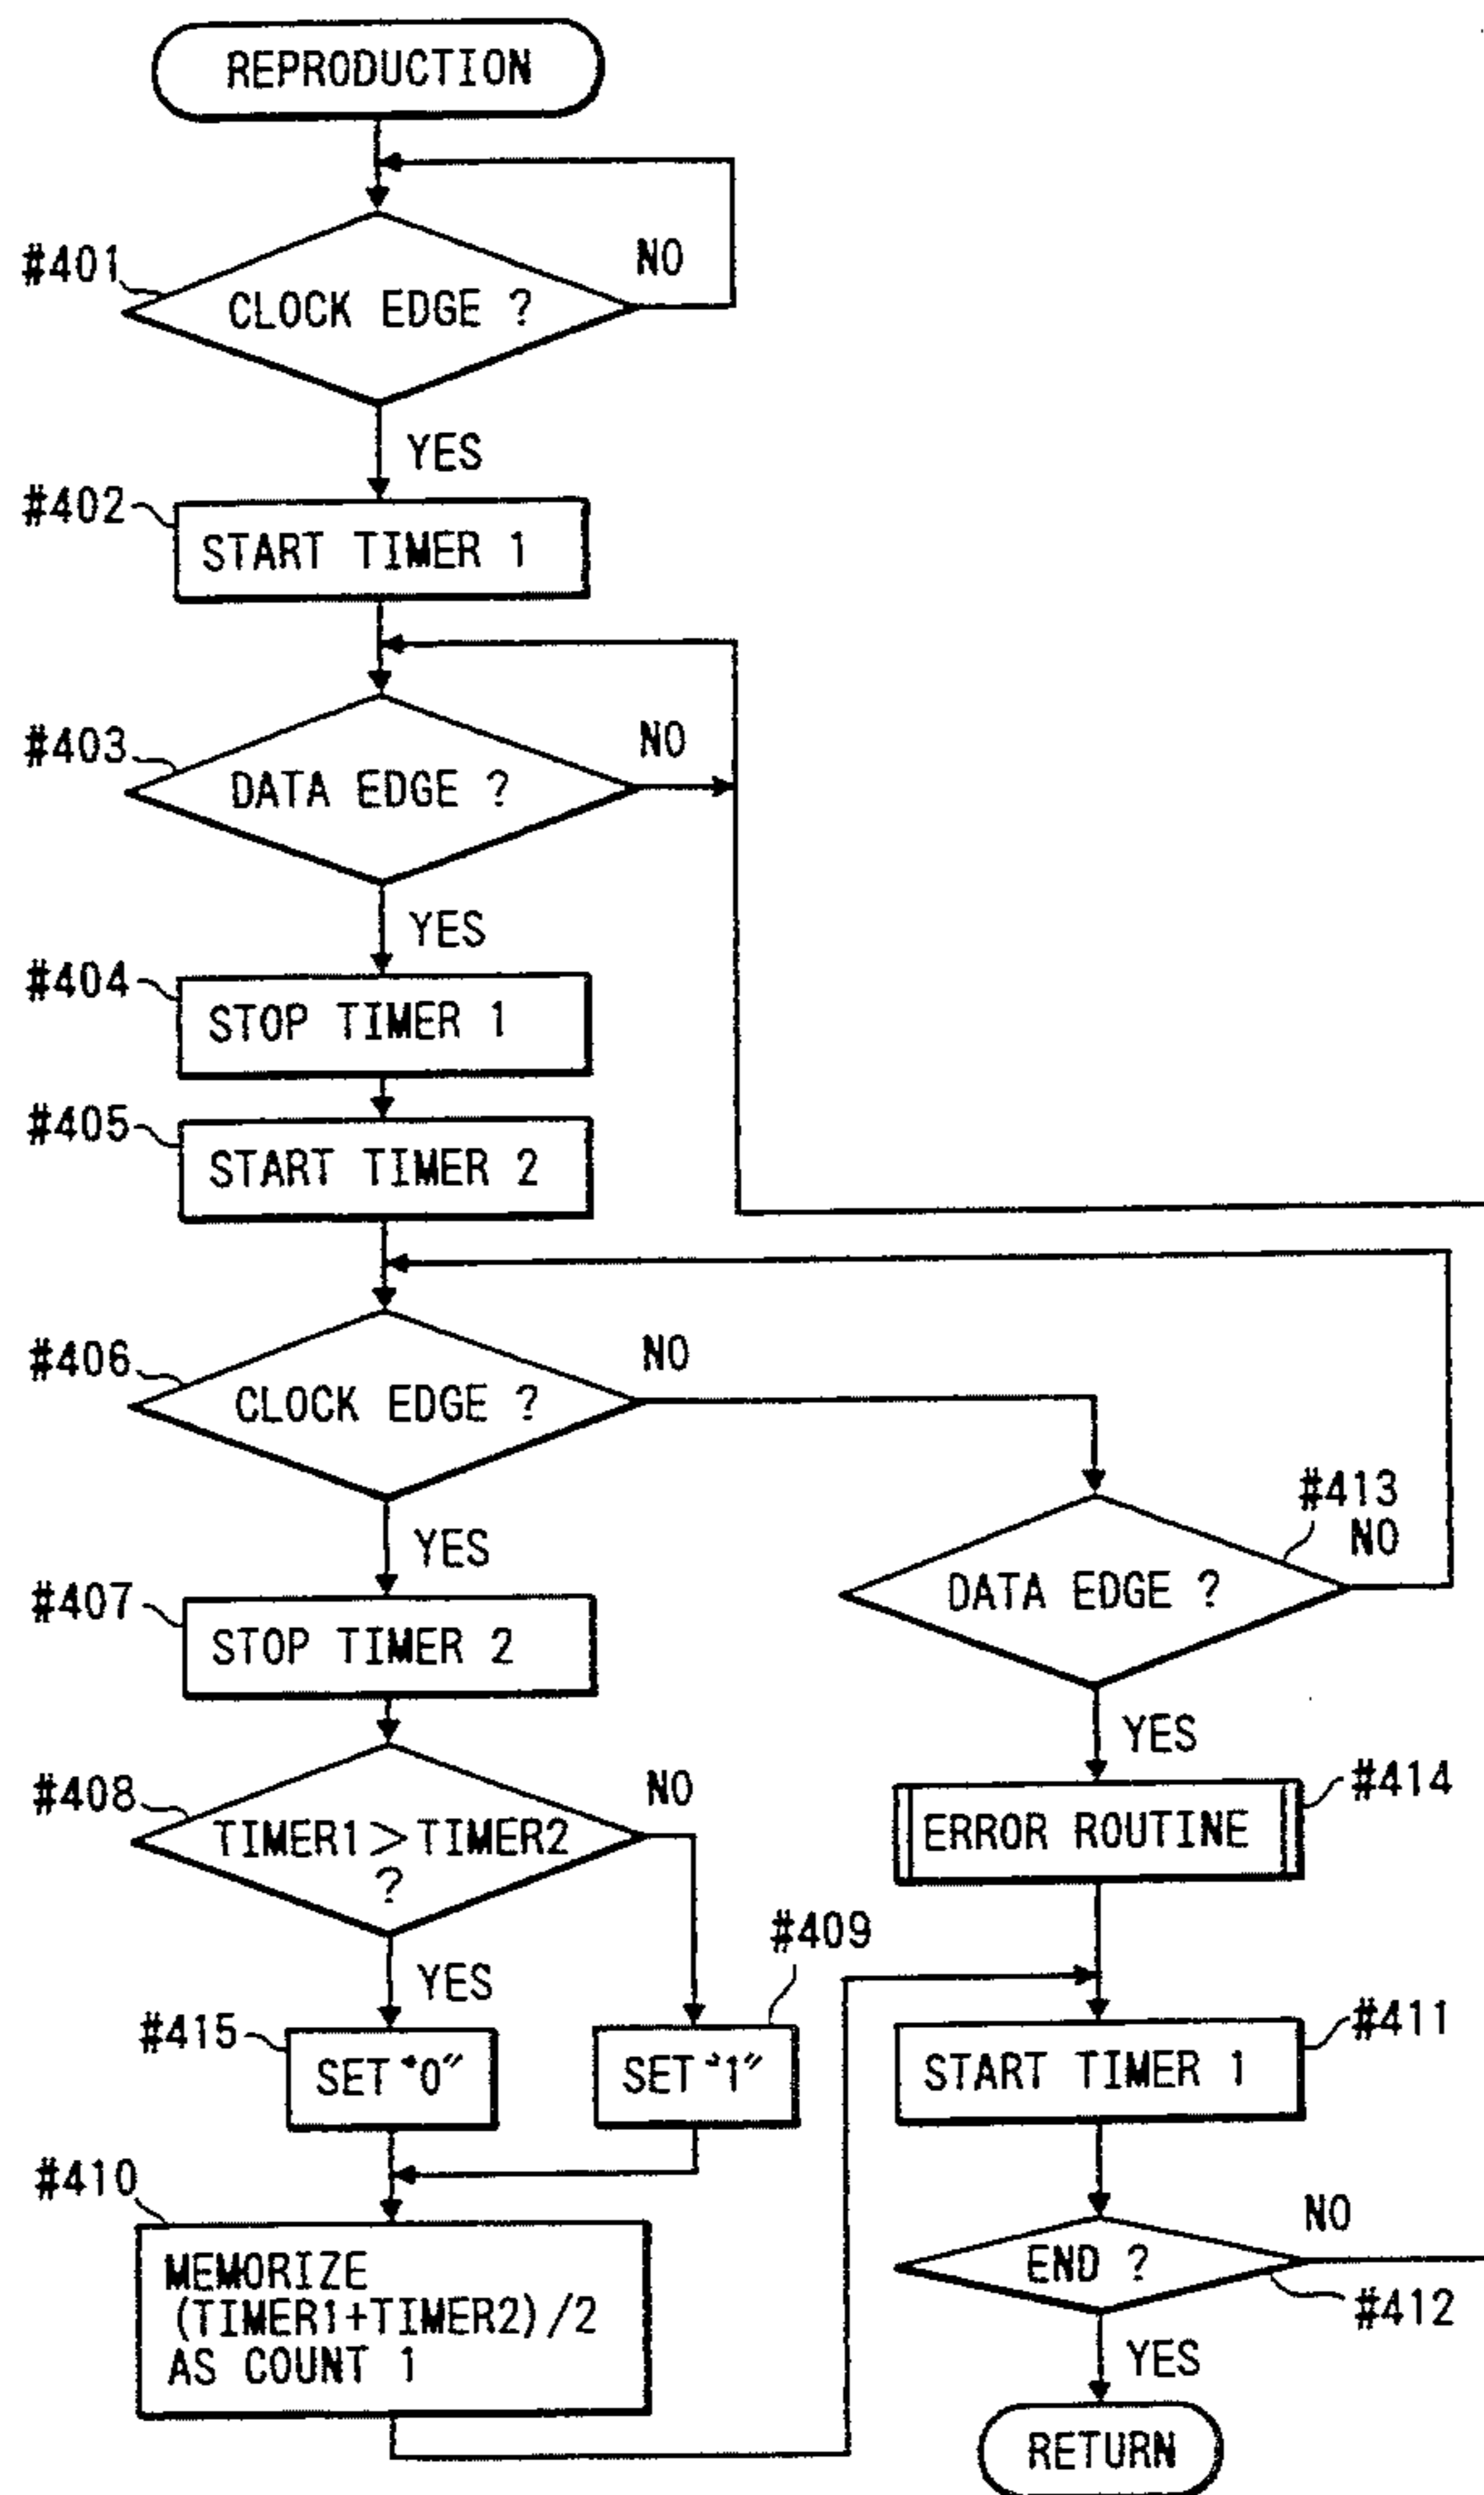 REPRODUCTION
#401
CLOCK EDGE ?
NO
YES
#402
START TIMER 1
#403
DATA EDGE ?
NO
YES
#404
STOP TIMER 1
#405
START TIMER 2
#406
CLOCK EDGE ?
NO
YES
#407
STOP TIMER 2
#408
TIMER1>TIMER2
?
NO
YES
#415
SET “0”
#409
SET “1”
#410
MEMORIZE
(TIMER1+TIMER2)/2
AS COUNT 1
#413
NO
DATA EDGE ?
YES
#414
ERROR ROUTINE
#411
START TIMER 1
END ?
NO
#412
YES
RETURN